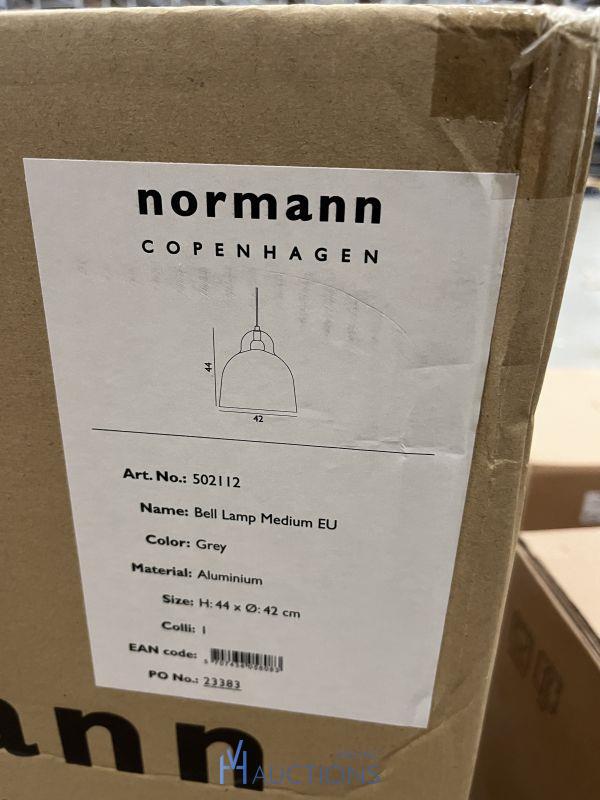 normann
COPENHAGEN
44
42
Art. No.: 502112
Name: Bell Lamp Medium EU
Color: Grey
Material: Aluminium
Size: H: 44 x Ø: 42 cm
Colli: 1
EAN code:
PO No.: 23383
ann
AUCTIONS